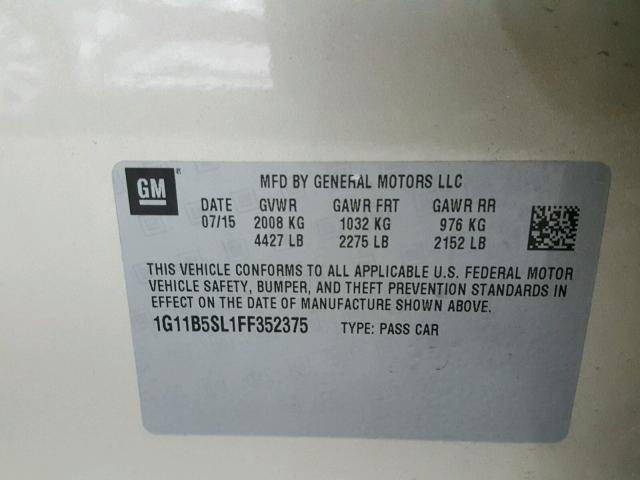 GM
MFD BY GENERAL MOTORS LLC
DATE GVWR GAWR FRT GAWR RR
07/15 2008 KG 1032 KG 976 KG
4427 LB 2275 LB 2152 LB
THIS VEHICLE CONFORMS TO ALL APPLICABLE U.S. FEDERAL MOTOR
VEHICLE SAFETY, BUMPER, AND THEFT PREVENTION STANDARDS IN
EFFECT ON THE DATE OF MANUFACTURE SHOWN ABOVE.
1G11B5SL1FF352375 TYPE: PASS CAR